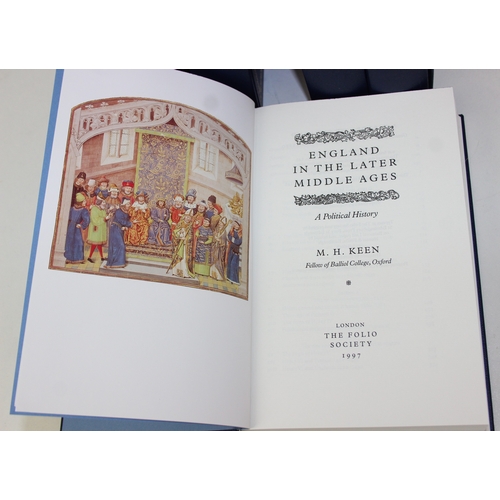 ENGLAND
IN THE LATER
MIDDLE AGES
A Political History
M. H. KEEN
Fellow of Balliol College, Oxford
*
LONDON
THE FOLIO
SOCIETY
1997